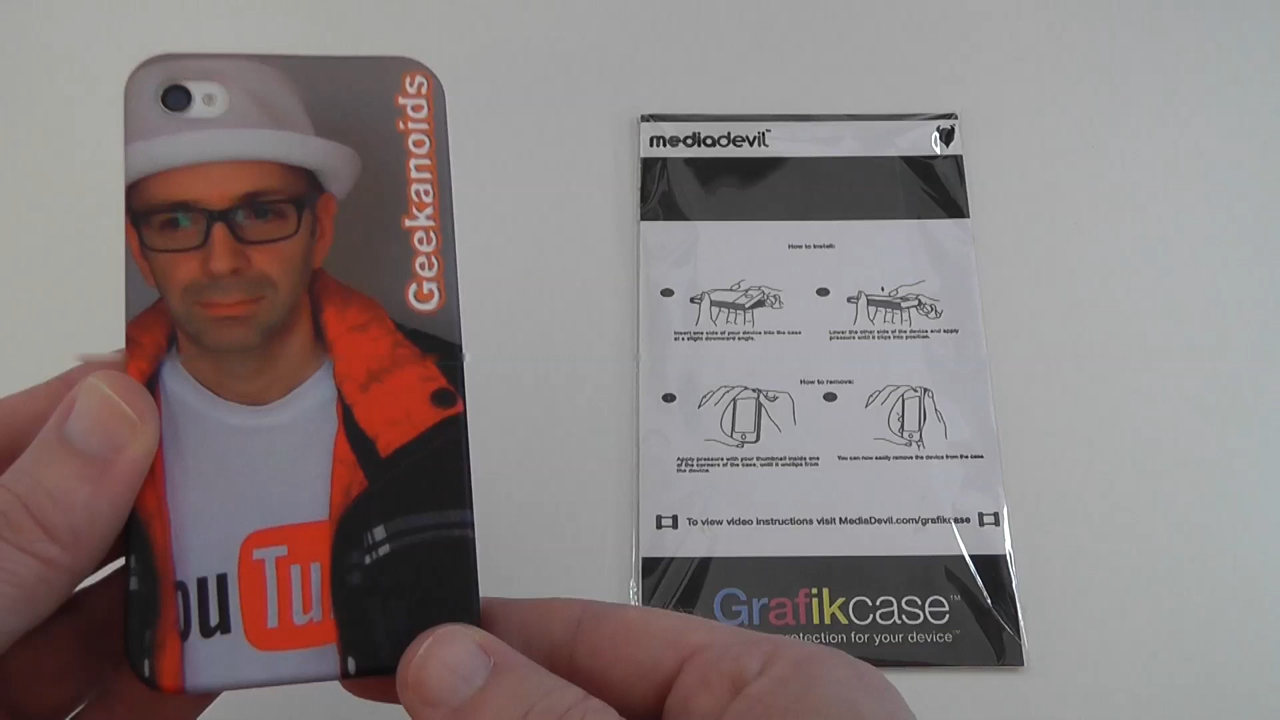 Geekanoids
ou Tu
mediadevil™
How to install:
Insert one side of your device into the case
at a slight downward angle.
Lower the other side of the device and apply
pressure until it clips into position.
How to remove:
Apply pressure with your thumbnail inside one
of the corners of the case, until it unclips from
the device
You can now easily remove the device from the case
To view video instructions visit MediaDevil.com/grafikcase
Grafikcase™
protection for your device™